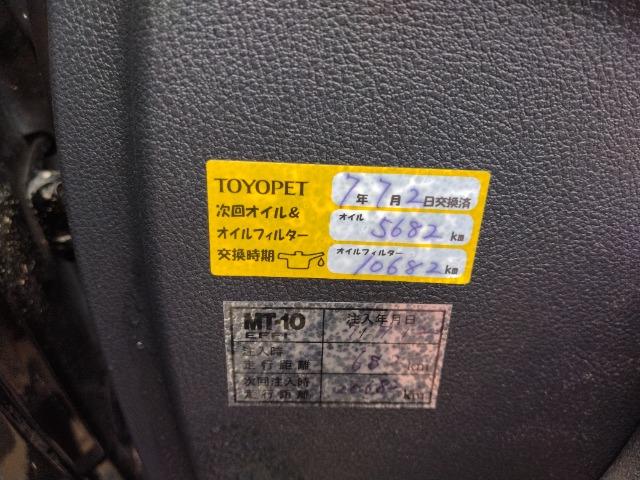 TOYOPET
7年7月2日交換済
次回オイル&
オイルフィルター
交換時期
オイル
5682km
オイルフィルター
10682km
MT-10
注入年月日
注入時
走行距離
68 km
次回注入時
走行距離
20682 km